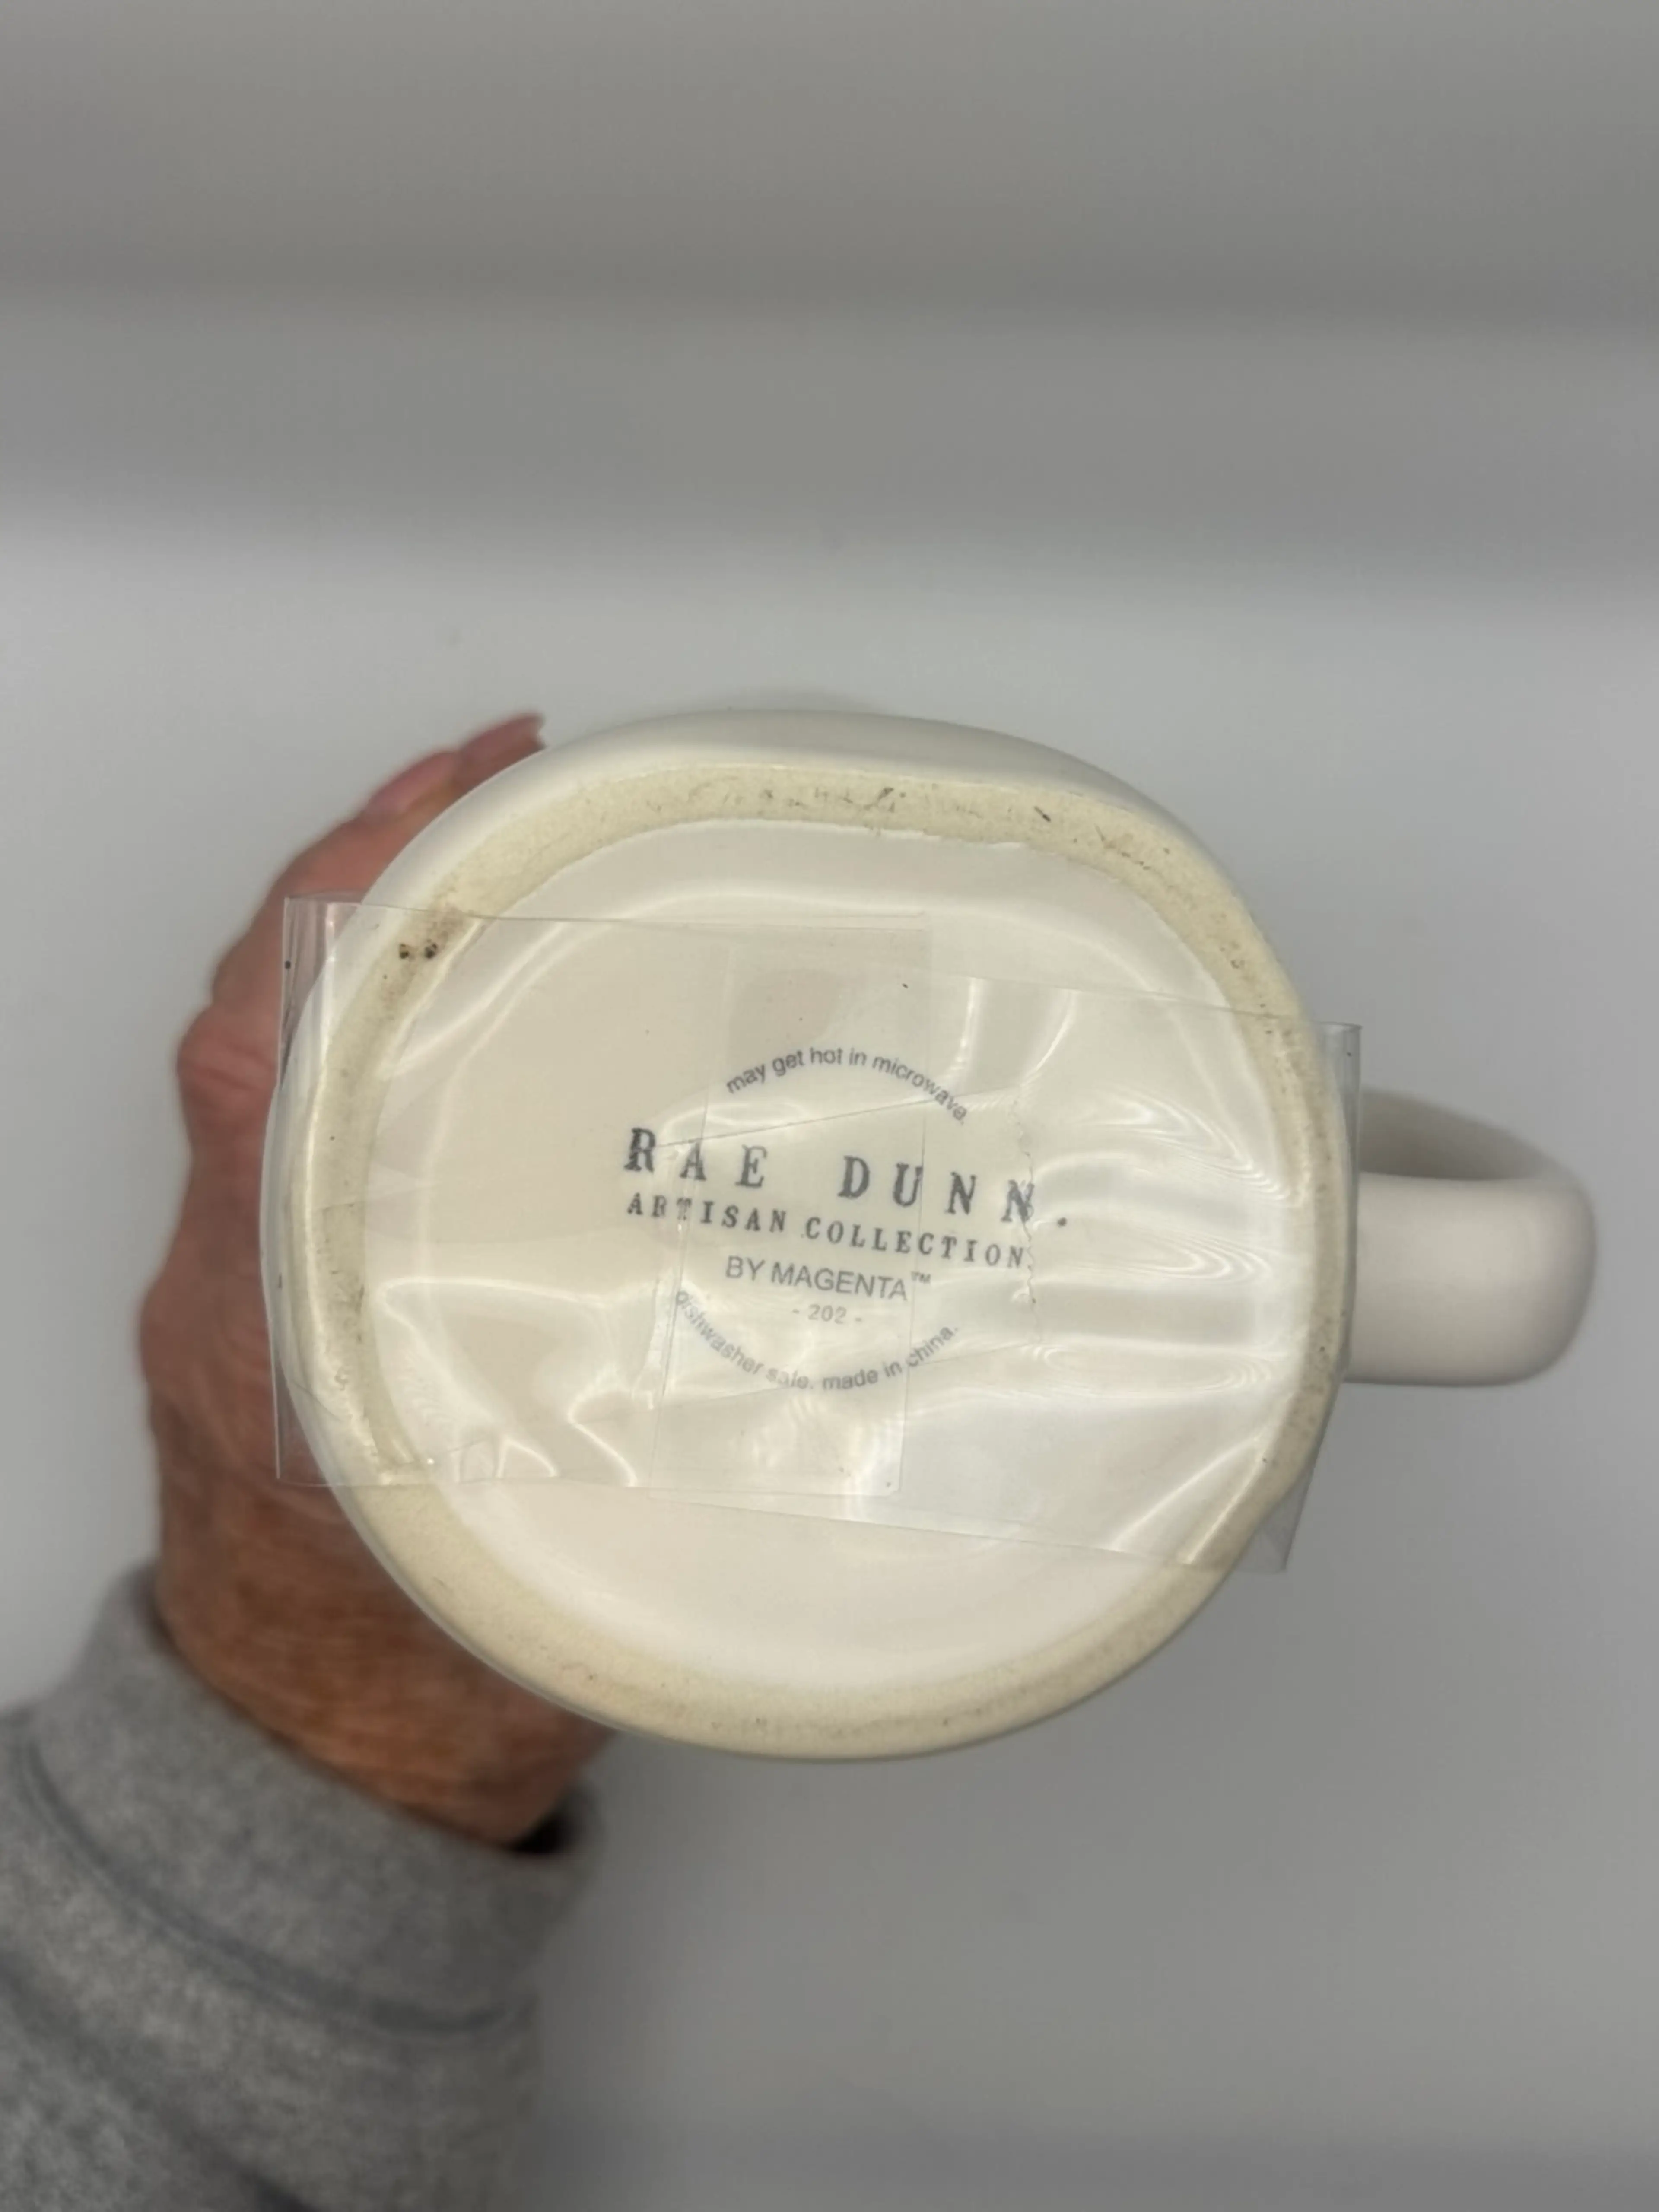 may get hot in microwave.
RAE DUNN.
ARTISAN COLLECTION
BY MAGENTA™
- 202 -
dishwasher safe. made in china.